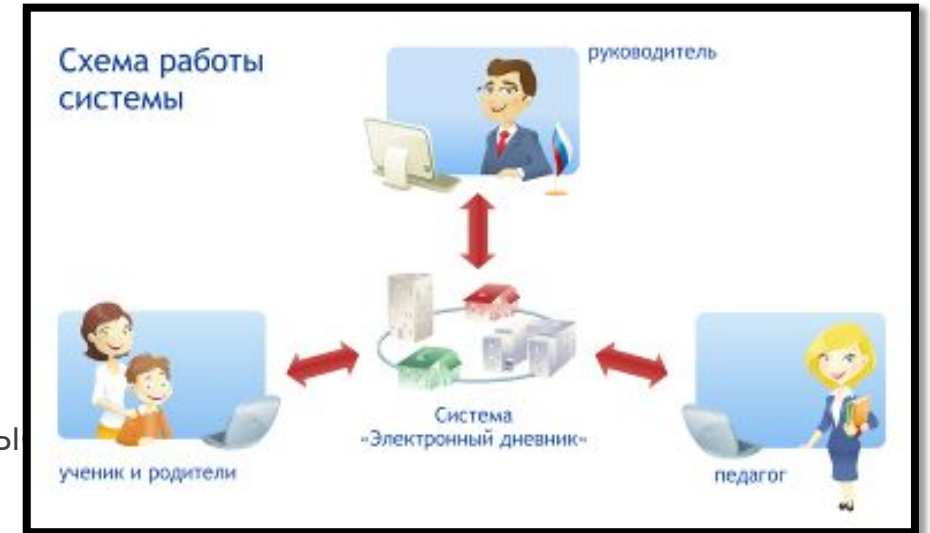 Схема работы
системы
руководитель
Система
«Электронный дневник»
ученик и родители
педагог